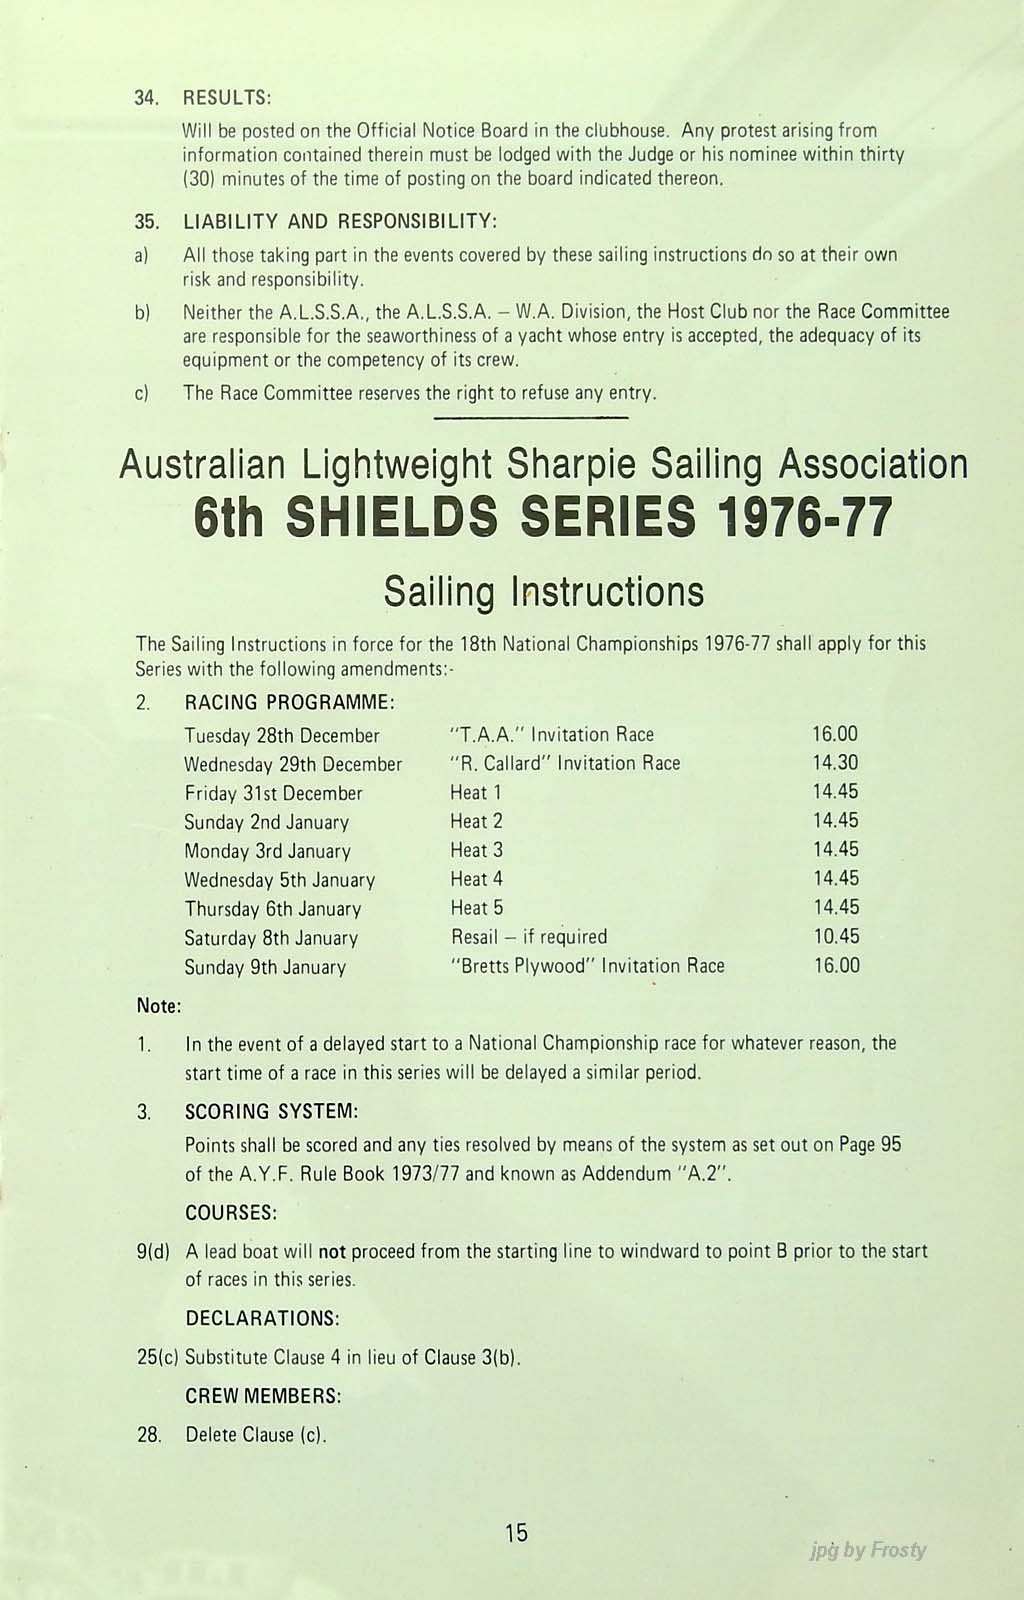 34. RESULTS:
Will be posted on the Official Notice Board in the clubhouse. Any protest arising from
information contained therein must be lodged with the Judge or his nominee within thirty
(30) minutes of the time of posting on the board indicated thereon.
35. LIABILITY AND RESPONSIBILITY:
a) All those taking part in the events covered by these sailing instructions do so at their own
risk and responsibility.
b) Neither the A.L.S.S.A., the A.L.S.S.A. – W.A. Division, the Host Club nor the Race Committee
are responsible for the seaworthiness of a yacht whose entry is accepted, the adequacy of its
equipment or the competency of its crew.
c) The Race Committee reserves the right to refuse any entry.
Australian Lightweight Sharpie Sailing Association
6th SHIELDS SERIES 1976-77
Sailing Instructions
The Sailing Instructions in force for the 18th National Championships 1976-77 shall apply for this
Series with the following amendments:-
2. RACING PROGRAMME:
Tuesday 28th December "T.A.A." Invitation Race 16.00
Wednesday 29th December "R. Callard" Invitation Race 14.30
Friday 31st December Heat 1 14.45
Sunday 2nd January Heat 2 14.45
Monday 3rd January Heat 3 14.45
Wednesday 5th January Heat 4 14.45
Thursday 6th January Heat 5 14.45
Saturday 8th January Resail – if required 10.45
Sunday 9th January "Bretts Plywood" Invitation Race 16.00
Note:
1. In the event of a delayed start to a National Championship race for whatever reason, the
start time of a race in this series will be delayed a similar period.
3. SCORING SYSTEM:
Points shall be scored and any ties resolved by means of the system as set out on Page 95
of the A.Y.F. Rule Book 1973/77 and known as Addendum "A.2".
COURSES:
9(d) A lead boat will not proceed from the starting line to windward to point B prior to the start
of races in this series.
DECLARATIONS:
25(c) Substitute Clause 4 in lieu of Clause 3(b).
CREW MEMBERS:
28. Delete Clause (c).
15
jpg by Frosty